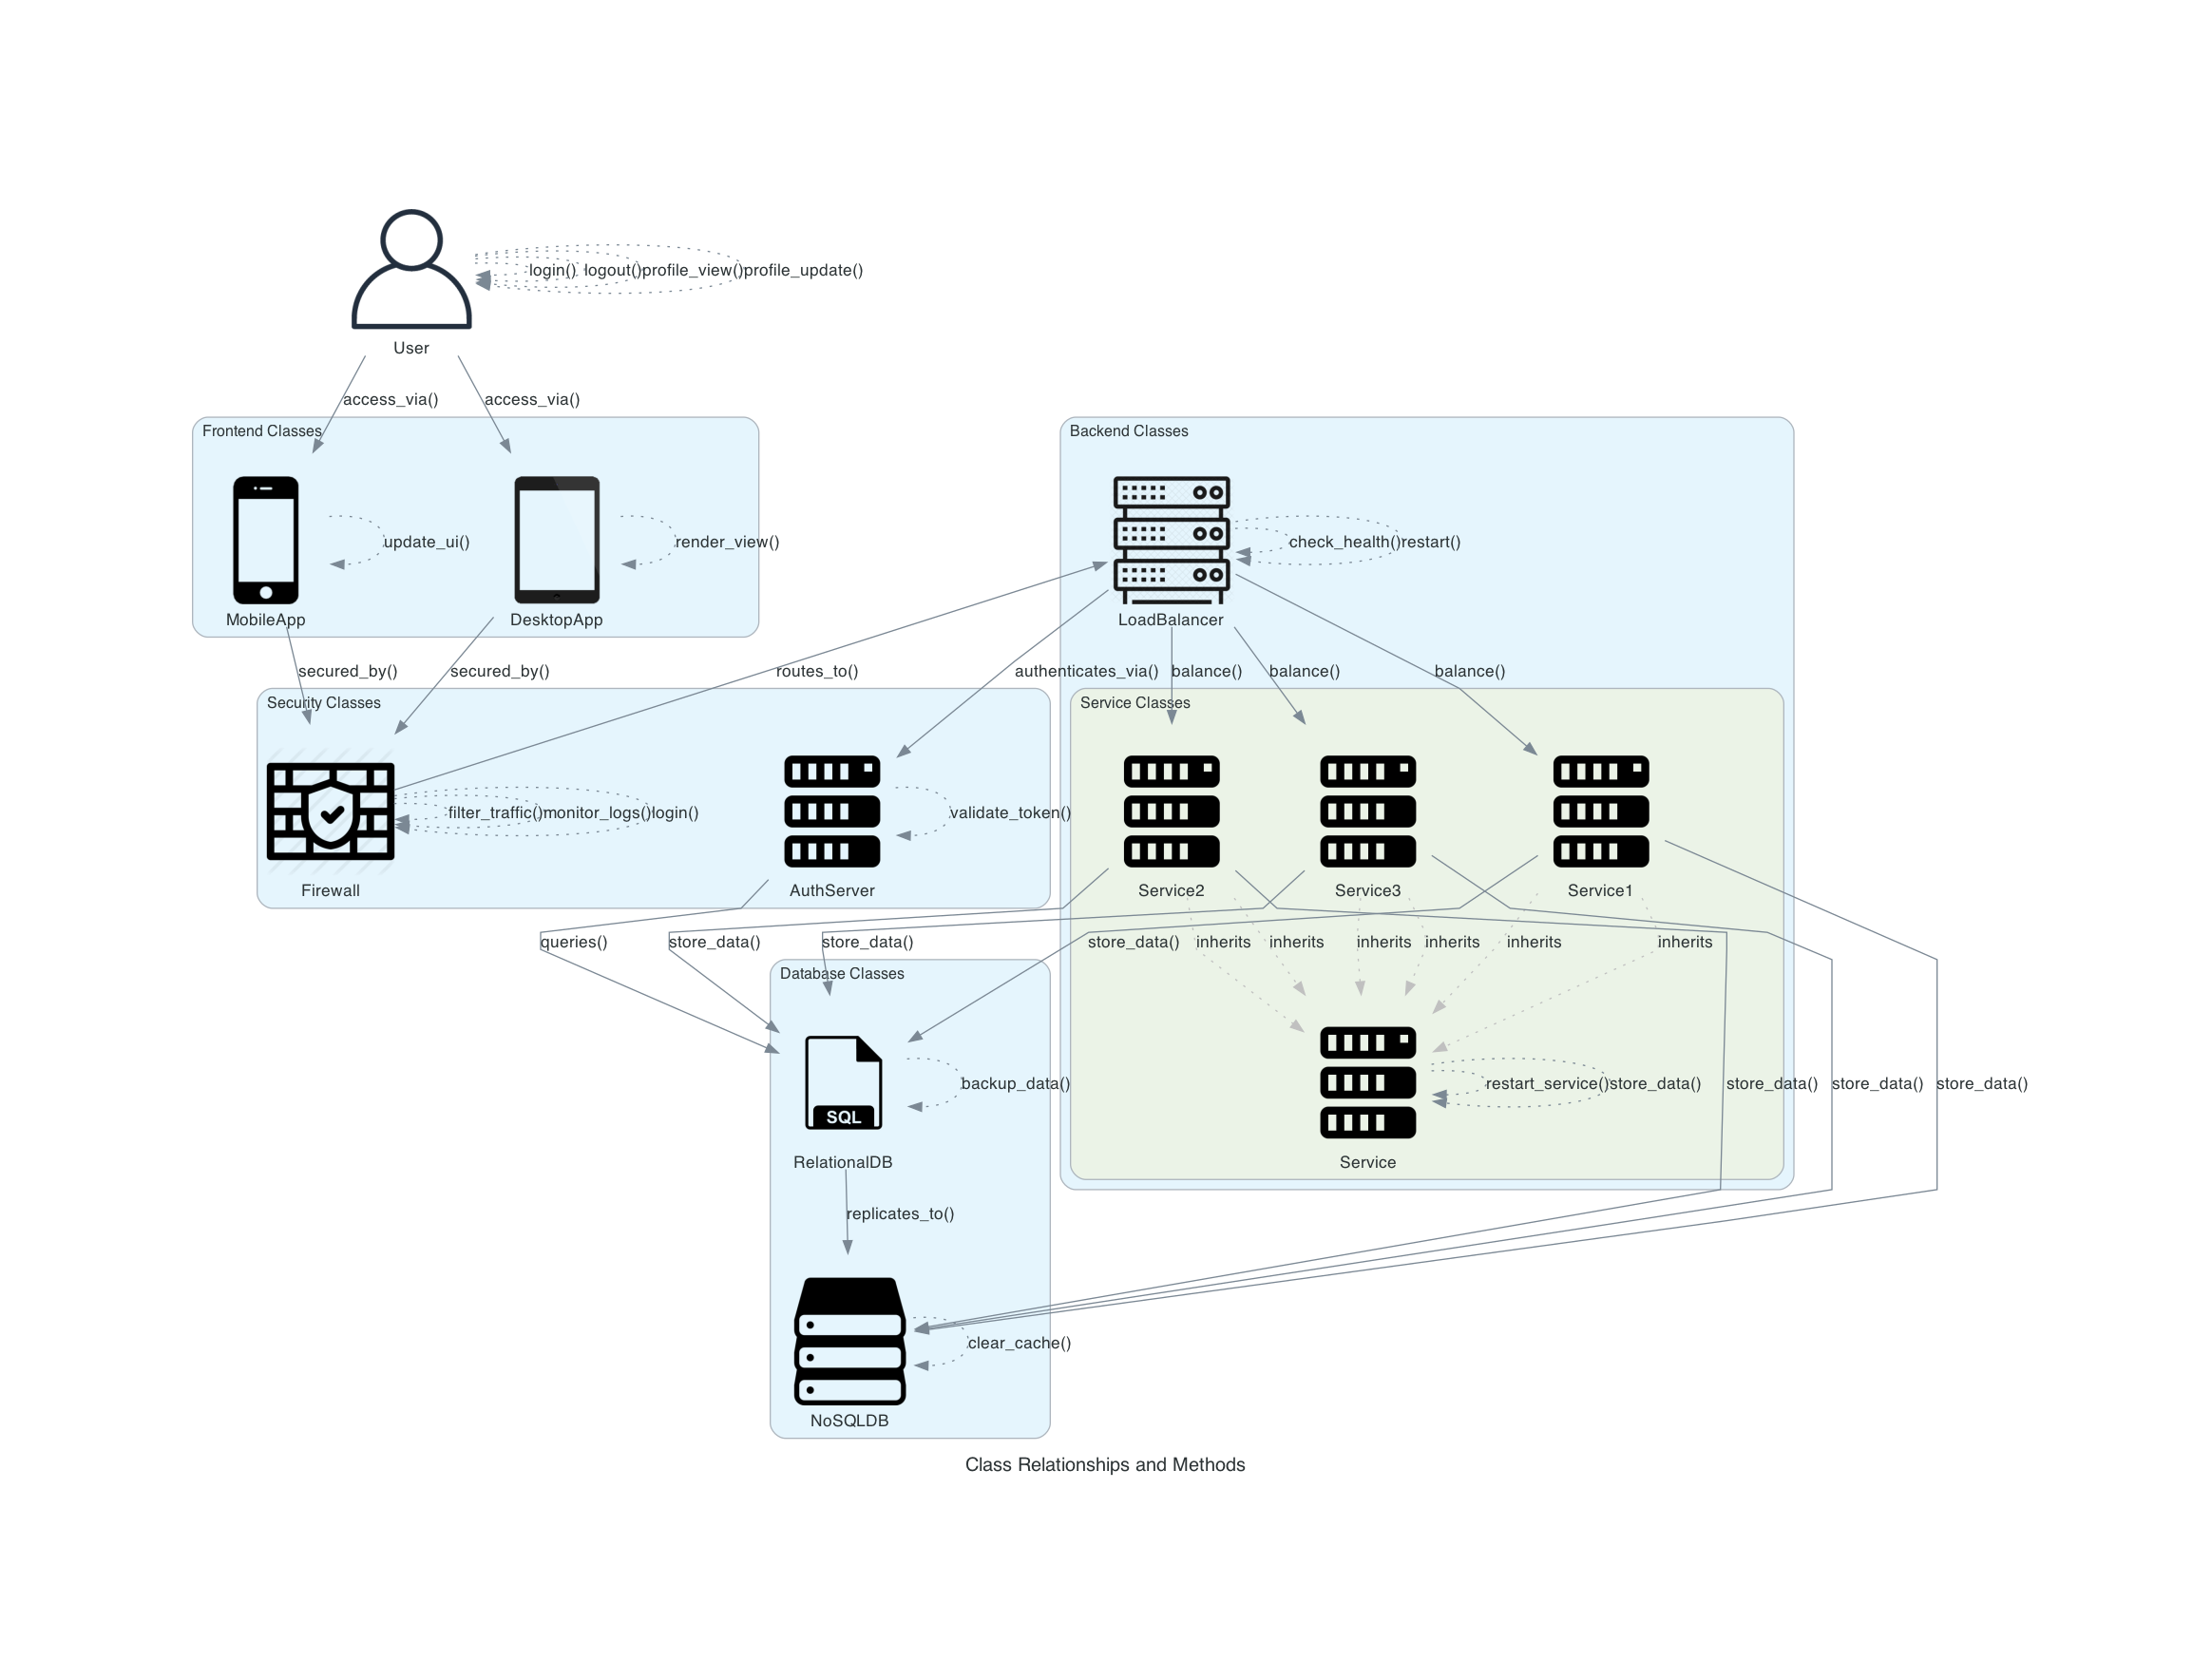 login() logout()profile_view()profile_update()
User
access_via() access_via()
Frontend Classes
Backend Classes
update_ui() render_view()
check_health()restart()
MobileApp DesktopApp
LoadBalancer
secured_by() secured_by() routes_to() authenticates_via() balance() balance() balance()
Security Classes
Service Classes
filter_traffic()monitor_logs()login()
validate_token()
Firewall AuthServer
Service2 Service3 Service1
queries() store_data() store_data() store_data() inherits inherits inherits inherits inherits inherits
Database Classes
backup_data()
SQL
restart_service()store_data() store_data() store_data() store_data()
RelationalDB
Service
replicates_to()
clear_cache()
NoSQLDB
Class Relationships and Methods